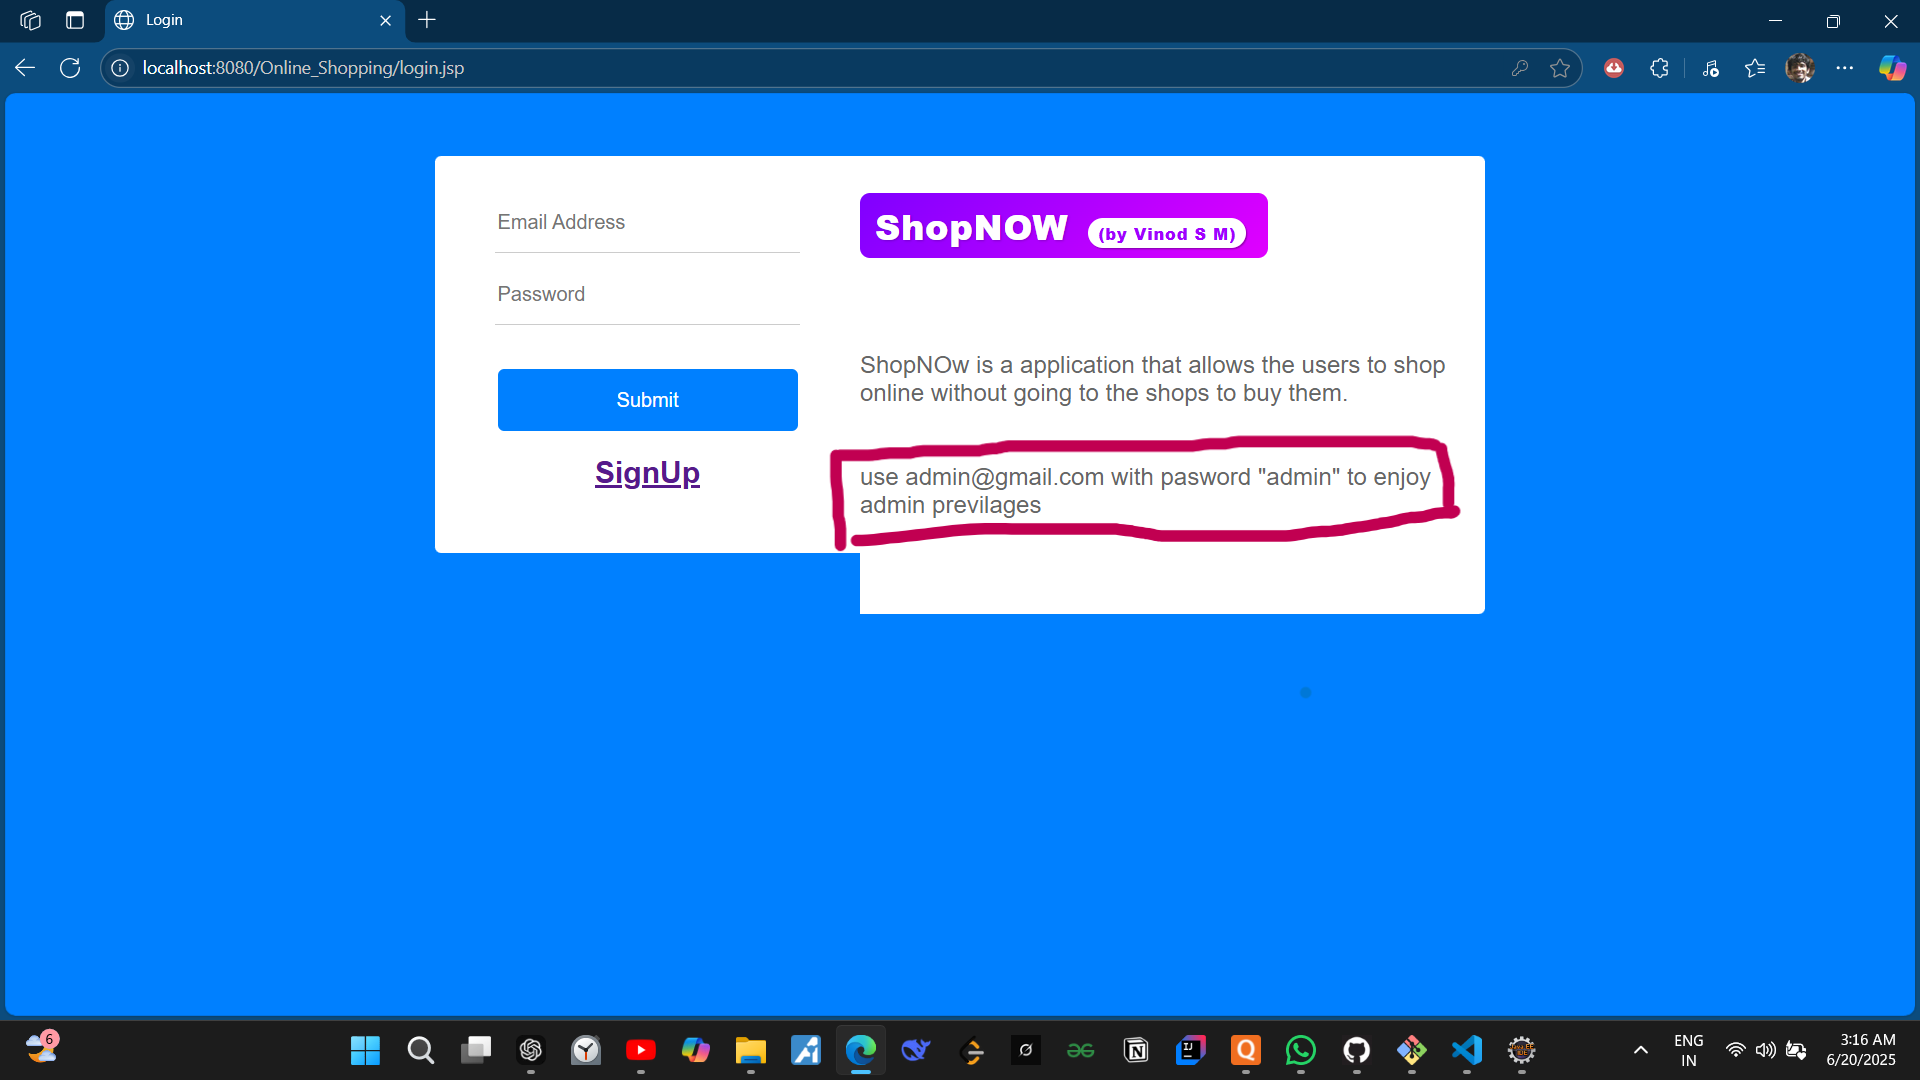 Login
localhost:8080/Online_Shopping/login.jsp
Email Address
Password
Submit
SignUp
ShopNOW (by Vinod S M)
ShopNOw is a application that allows the users to shop
online without going to the shops to buy them.
use admin@gmail.com with pasword "admin" to enjoy
admin previlages
6
ENG
IN
3:16 AM
6/20/2025